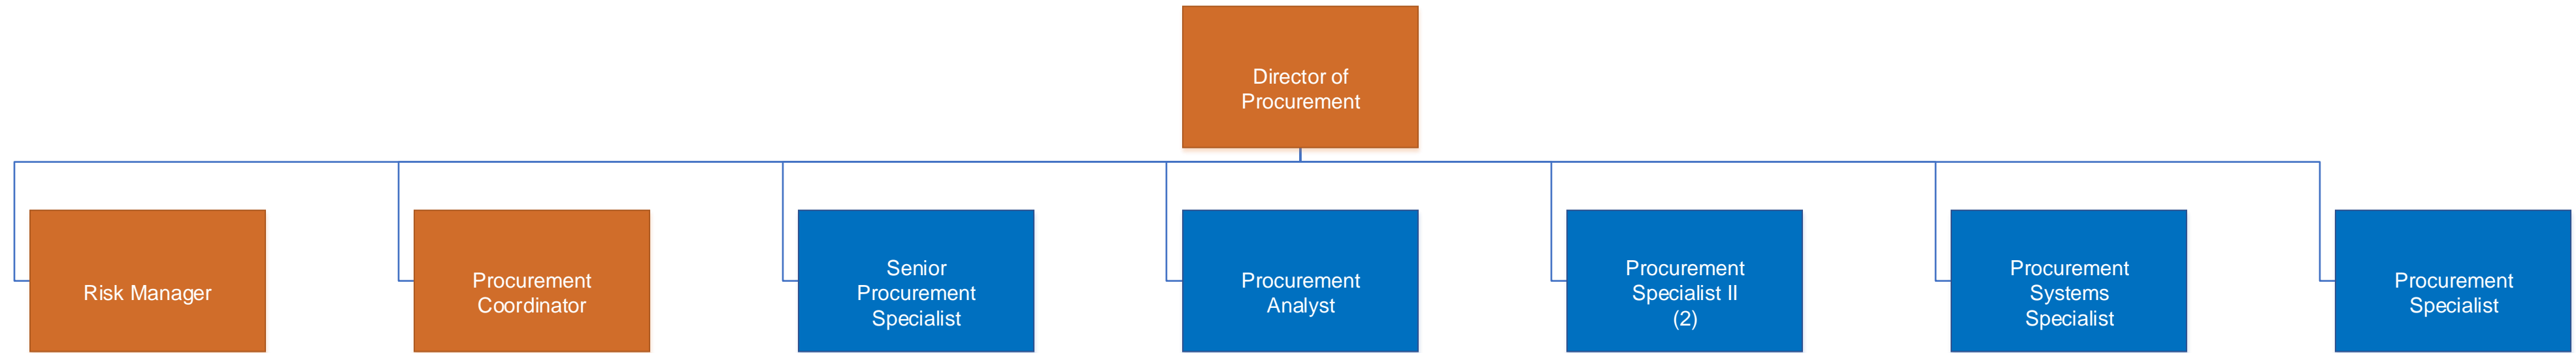 Director of
Procurement
Risk Manager
Procurement
Coordinator
Senior
Procurement
Specialist
Procurement
Analyst
Procurement
Specialist II
(2)
Procurement
Systems
Specialist
Procurement
Specialist